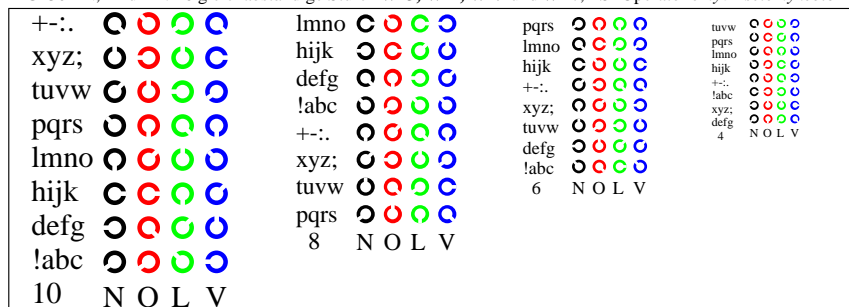 +-:.
xyz;
tuvw
pqrs
lmno
hijk
defg
!abc
10 N O L V
lmno
hijk
defg
!abc
+-:.
xyz;
tuvw
pqrs
8 N O L V
pqrs
lmno
hijk
+-:.
xyz;
tuvw
defg
!abc
6 N O L V
tuvw
pqrs
lmno
hijk
+-:.
!abc
xyz;
defg
4 N O L V